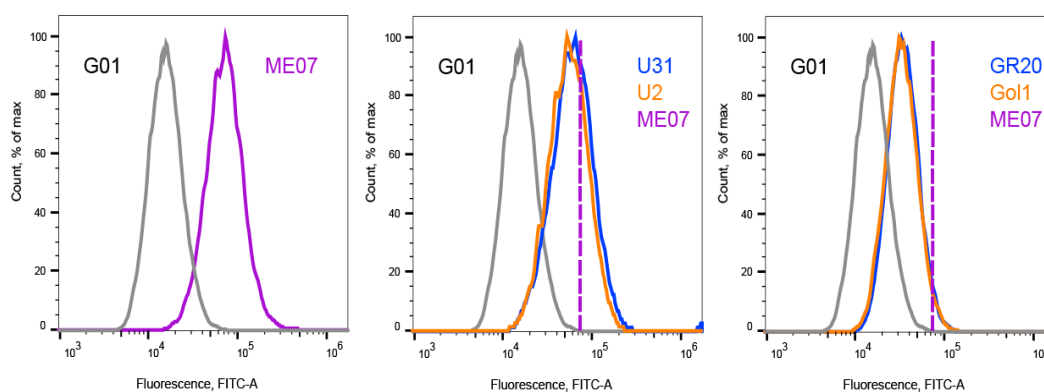 G01
ME07
Count, % of max
100
80
60
40
20
0
10³
10⁴
10⁵
10⁶
Fluorescence, FITC-A
G01
U31
U2
ME07
Count, % of max
100
80
60
40
20
0
10³
10⁴
10⁵
10⁶
Fluorescence, FITC-A
G01
GR20
Gol1
ME07
Count, % of max
100
80
60
40
20
0
10³
10⁴
10⁵
10
Fluorescence, FITC-A